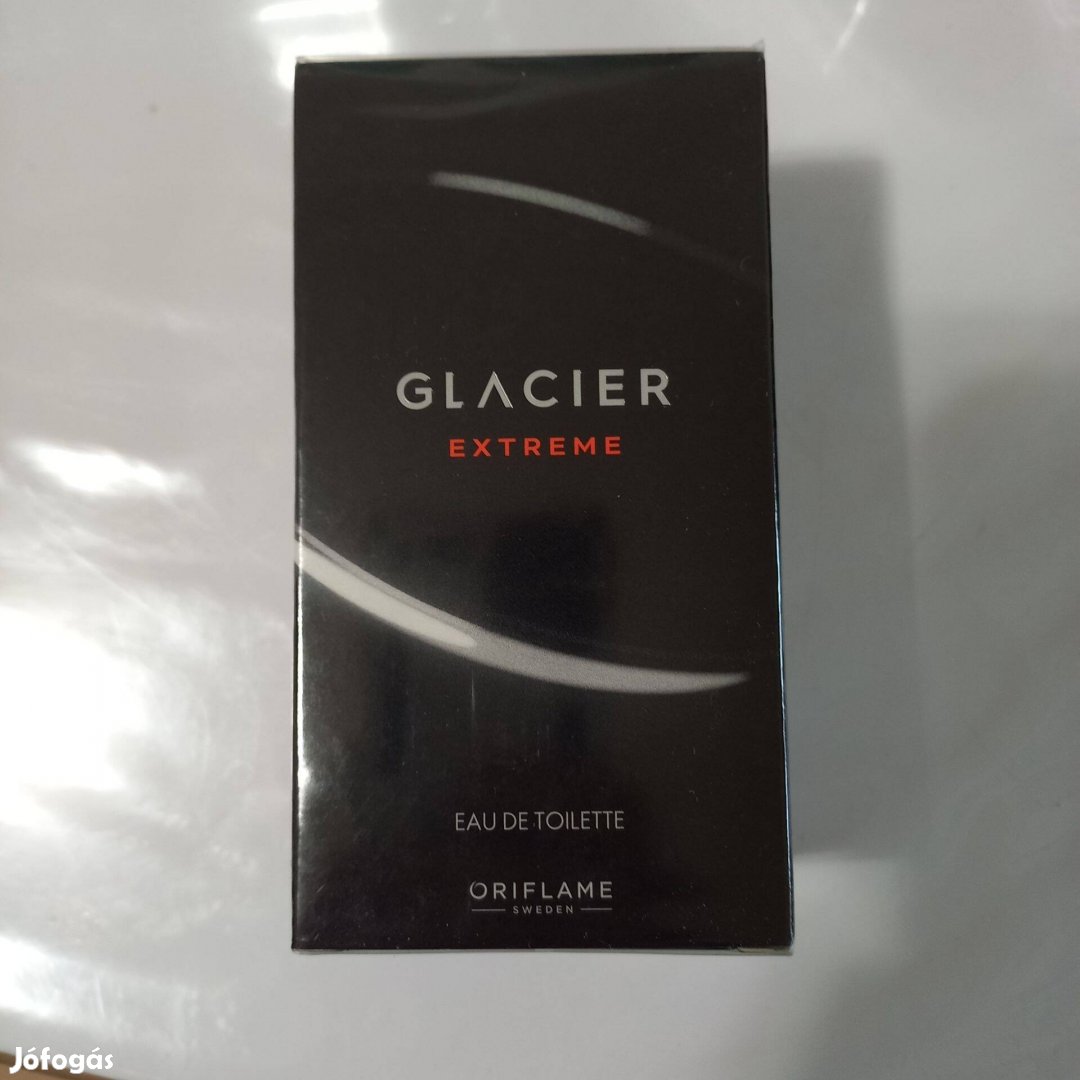 GLACIER
EXTREME
EAU DE TOILETTE
ORIFLAME
SWEDEN
Jófogás